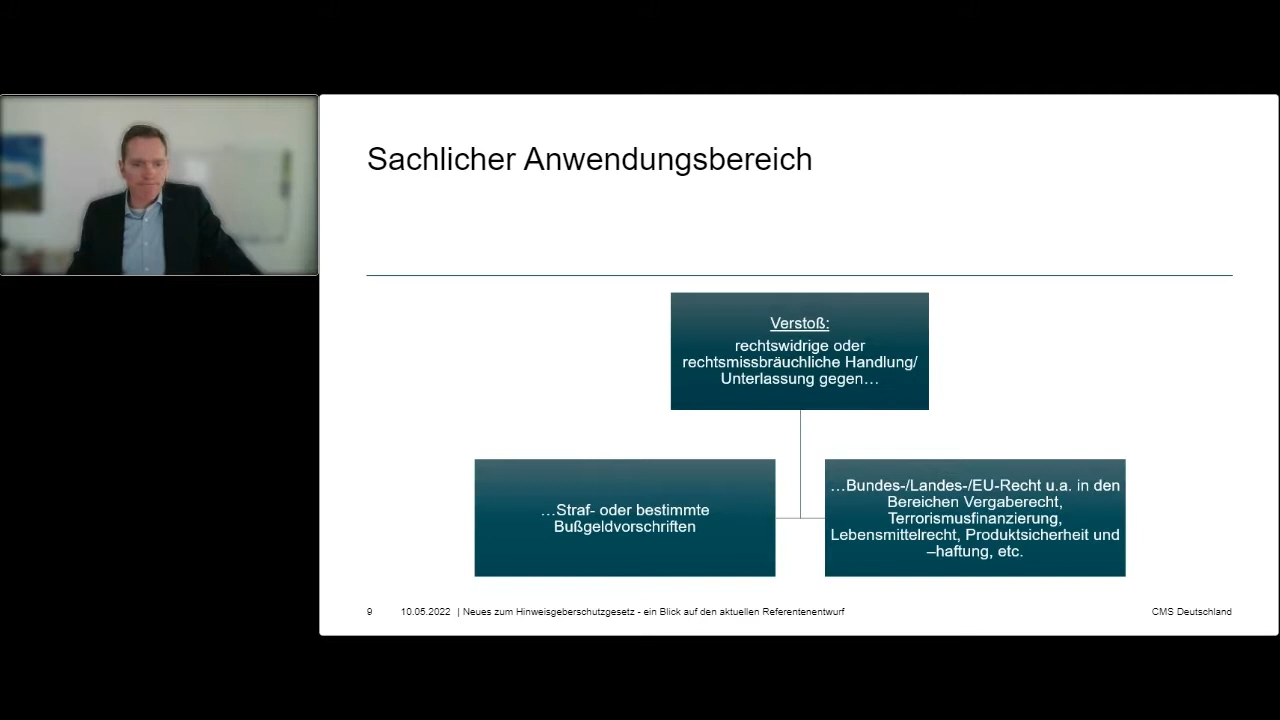 Sachlicher Anwendungsbereich
Verstoß:
rechtswidrige oder
rechtsmissbräuchliche Handlung/
Unterlassung gegen…
…Straf- oder bestimmte
Bußgeldvorschriften
…Bundes-/Landes-/EU-Recht u.a. in den
Bereichen Vergaberecht,
Terrorismusfinanzierung,
Lebensmittelrecht, Produktsicherheit und
–haftung, etc.
9 10.05.2022 | Neues zum Hinweisgeberschutzgesetz - ein Blick auf den aktuellen Referentenentwurf CMS Deutschland